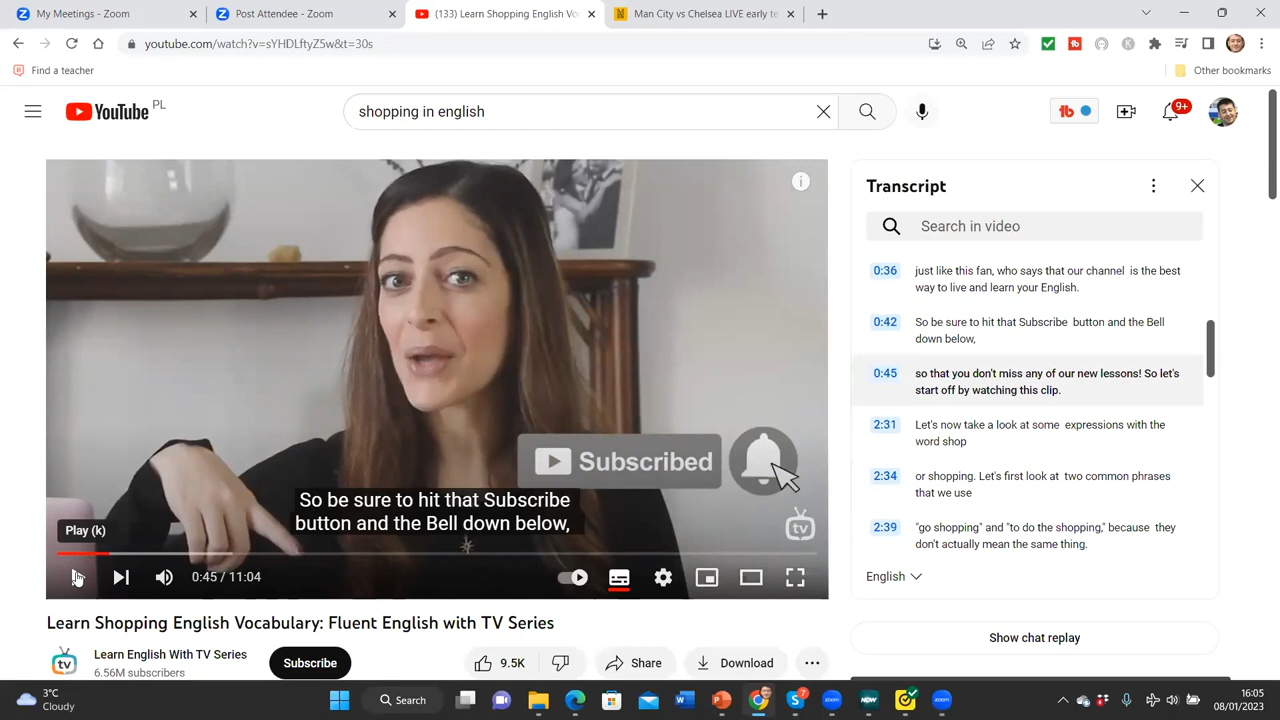 My Meetings - Zoom
Post Attendee - Zoom
(133) Learn Shopping English Vo
Man City vs Chelsea LIVE early te
youtube.com/watch?v=sYHDLftyZ5w&t=30s
Find a teacher
Other bookmarks
YouTube PL
shopping in english
9+
Transcript
Search in video
0:36 just like this fan, who says that our channel is the best
way to live and learn your English.
0:42 So be sure to hit that Subscribe button and the Bell
down below,
0:45 so that you don't miss any of our new lessons! So let's
start off by watching this clip.
2:31 Let's now take a look at some expressions with the
word shop
2:34 or shopping. Let's first look at two common phrases
that we use
2:39 "go shopping" and "to do the shopping," because they
don't actually mean the same thing.
English
Show chat replay
Subscribed
So be sure to hit that Subscribe
button and the Bell down below,
tv
Play (k)
0:45 / 11:04
Learn Shopping English Vocabulary: Fluent English with TV Series
tv
Learn English With TV Series
6.56M subscribers
Subscribe
9.5K
Share
Download
3°C
Cloudy
Search
7
16:05
08/01/2023